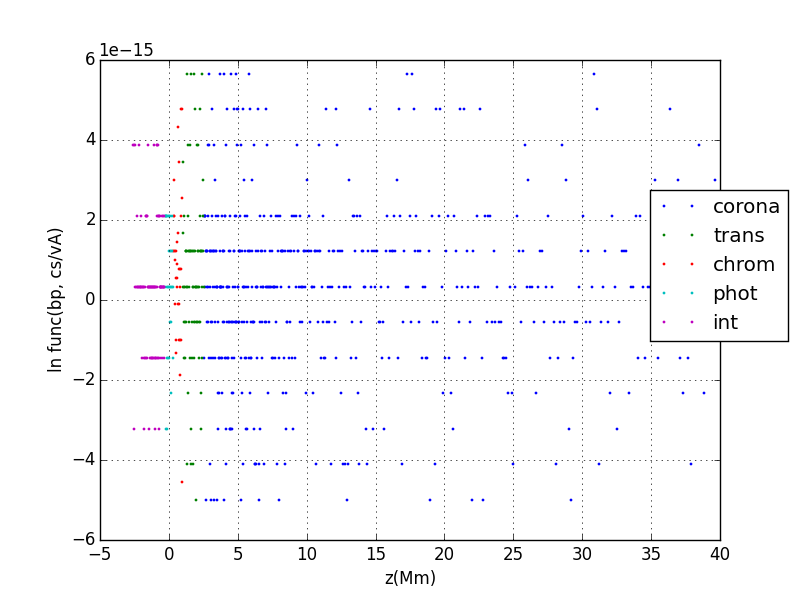 1e−15
6
4
2
0
−2
−4
−6
ln func(bp, cs/vA)
corona
trans
chrom
phot
int
−5 0 5 10 15 20 25 30 35 40
z(Mm)